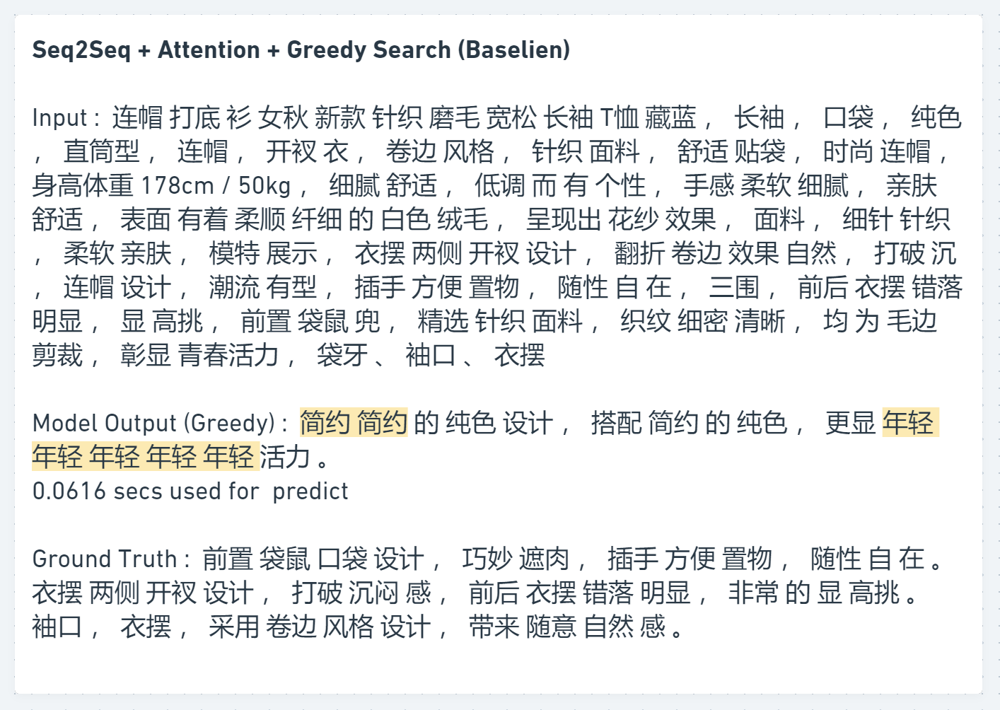 Seq2Seq + Attention + Greedy Search (Baselien)
Input : 连帽 打底 衫 女秋 新款 针织 磨毛 宽松 长袖 T恤 藏蓝 ， 长袖 ， 口袋 ， 纯色
， 直筒型 ， 连帽 ， 开衩 衣 ， 卷边 风格 ， 针织 面料 ， 舒适 贴袋 ， 时尚 连帽 ，
身高体重 178cm / 50kg ， 细腻 舒适 ， 低调 而 有 个性 ， 手感 柔软 细腻 ， 亲肤
舒适 ， 表面 有着 柔顺 纤细 的 白色 绒毛 ， 呈现出 花纱 效果 ， 面料 ， 细针 针织
， 柔软 亲肤 ， 模特 展示 ， 衣摆 两侧 开衩 设计 ， 翻折 卷边 效果 自然 ， 打破 沉
， 连帽 设计 ， 潮流 有型 ， 插手 方便 置物 ， 随性 自 在 ， 三围 ， 前后 衣摆 错落
明显 ， 显 高挑 ， 前置 袋鼠 兜 ， 精选 针织 面料 ， 织纹 细密 清晰 ， 均 为 毛边
剪裁 ， 彰显 青春活力 ， 袋牙 、 袖口 、 衣摆
Model Output (Greedy) : 简约 简约 的 纯色 设计 ， 搭配 简约 的 纯色 ， 更显 年轻
年轻 年轻 年轻 年轻 活力 。
0.0616 secs used for predict
Ground Truth : 前置 袋鼠 口袋 设计 ， 巧妙 遮肉 ， 插手 方便 置物 ， 随性 自 在 。
衣摆 两侧 开衩 设计 ， 打破 沉闷 感 ， 前后 衣摆 错落 明显 ， 非常 的 显 高挑 。
袖口 ， 衣摆 ， 采用 卷边 风格 设计 ， 带来 随意 自然 感 。